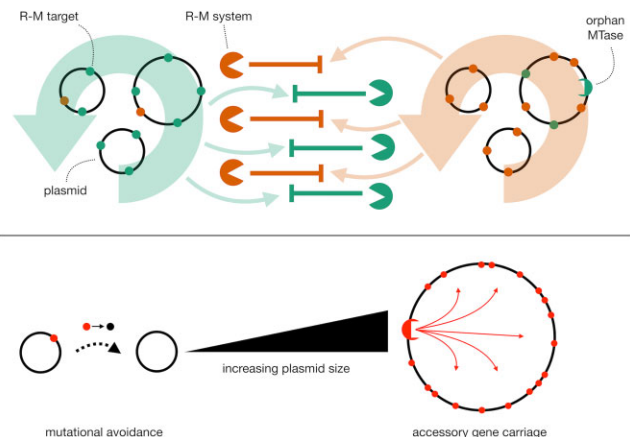 R-M target
R-M system
orphan
MTase
plasmid
increasing plasmid size
mutational avoidance
accessory gene carriage